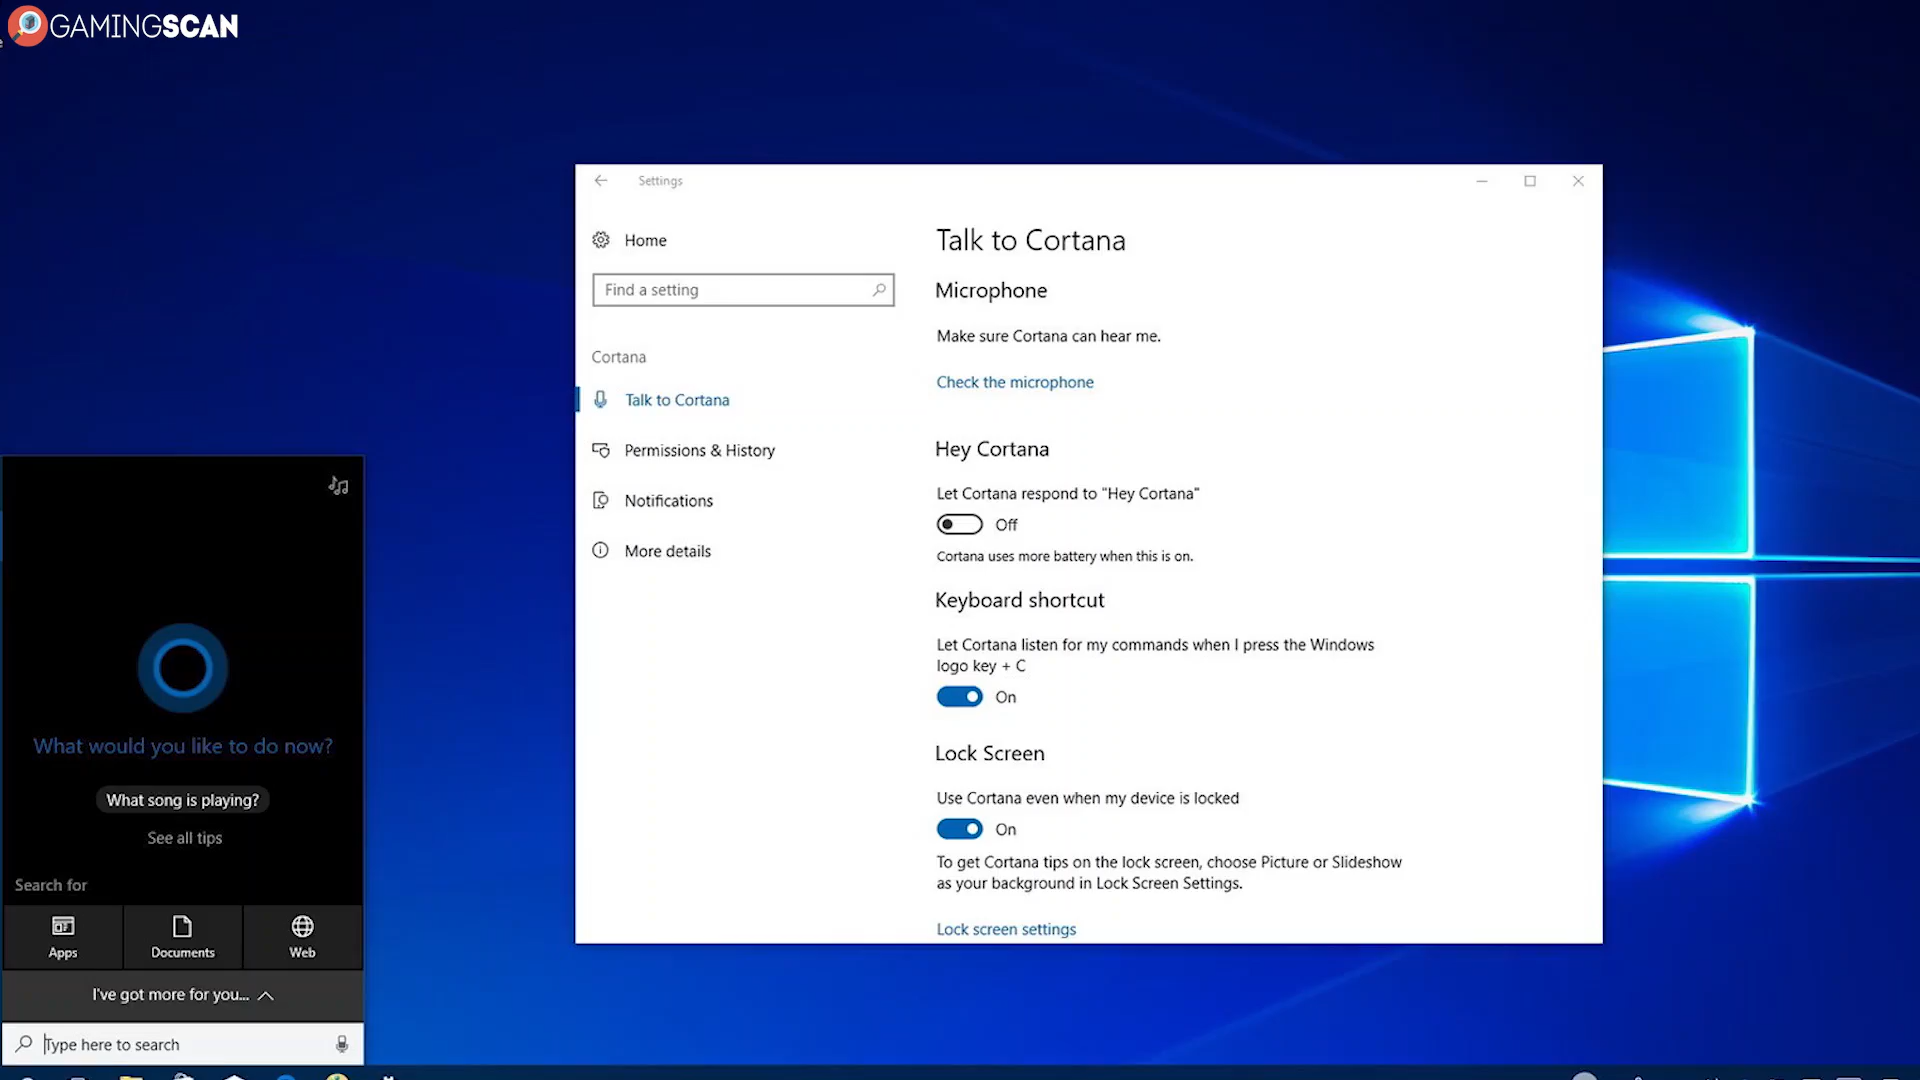 GAMINGSCAN
Settings
Home
Find a setting
Cortana
Talk to Cortana
Permissions & History
Notifications
More details
Talk to Cortana
Microphone
Make sure Cortana can hear me.
Check the microphone
Hey Cortana
Let Cortana respond to "Hey Cortana"
Off
Cortana uses more battery when this is on.
Keyboard shortcut
Let Cortana listen for my commands when I press the Windows
logo key + C
On
Lock Screen
Use Cortana even when my device is locked
On
To get Cortana tips on the lock screen, choose Picture or Slideshow
as your background in Lock Screen Settings.
Lock screen settings
What would you like to do now?
What song is playing?
See all tips
Search for
Apps
Documents
Web
I've got more for you...
Type here to search